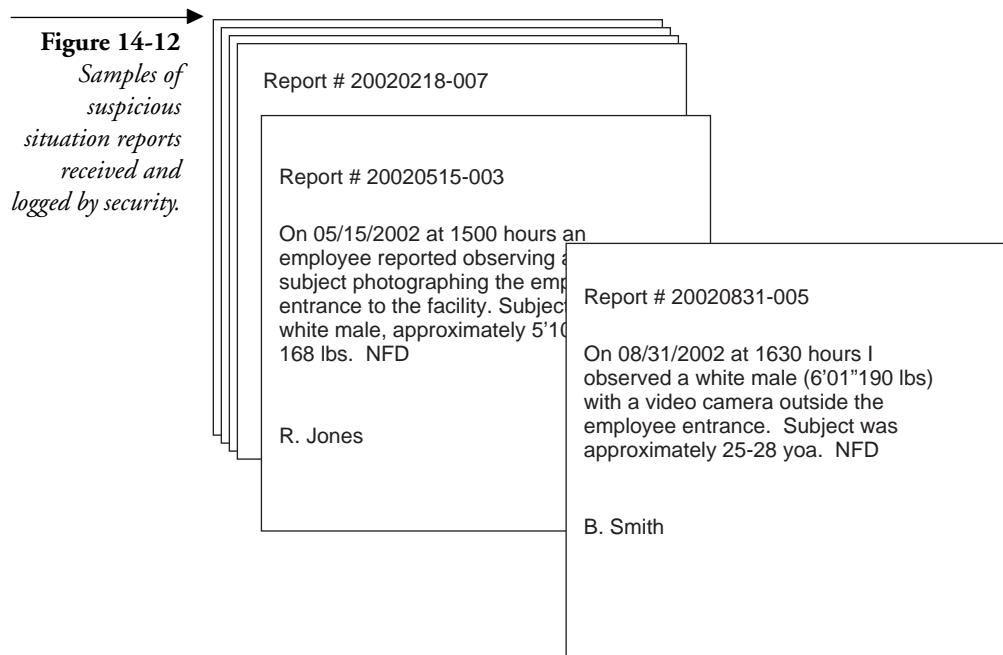 Figure 14-12
Samples of
suspicious
situation reports
received and
logged by security.
Report # 20020218-007
Report # 20020515-003
On 05/15/2002 at 1500 hours an
employee reported observing
subject photographing the
entrance to the facility.
white male, approximately
168 lbs.  NFD
R. Jones
Report # 20020831-005
On 08/31/2002 at 1630 hours I
observed a white male (6’01”190 lbs)
with a video camera outside the
employee entrance.  Subject was
approximately 25-28 yoa.  NFD
B. Smith